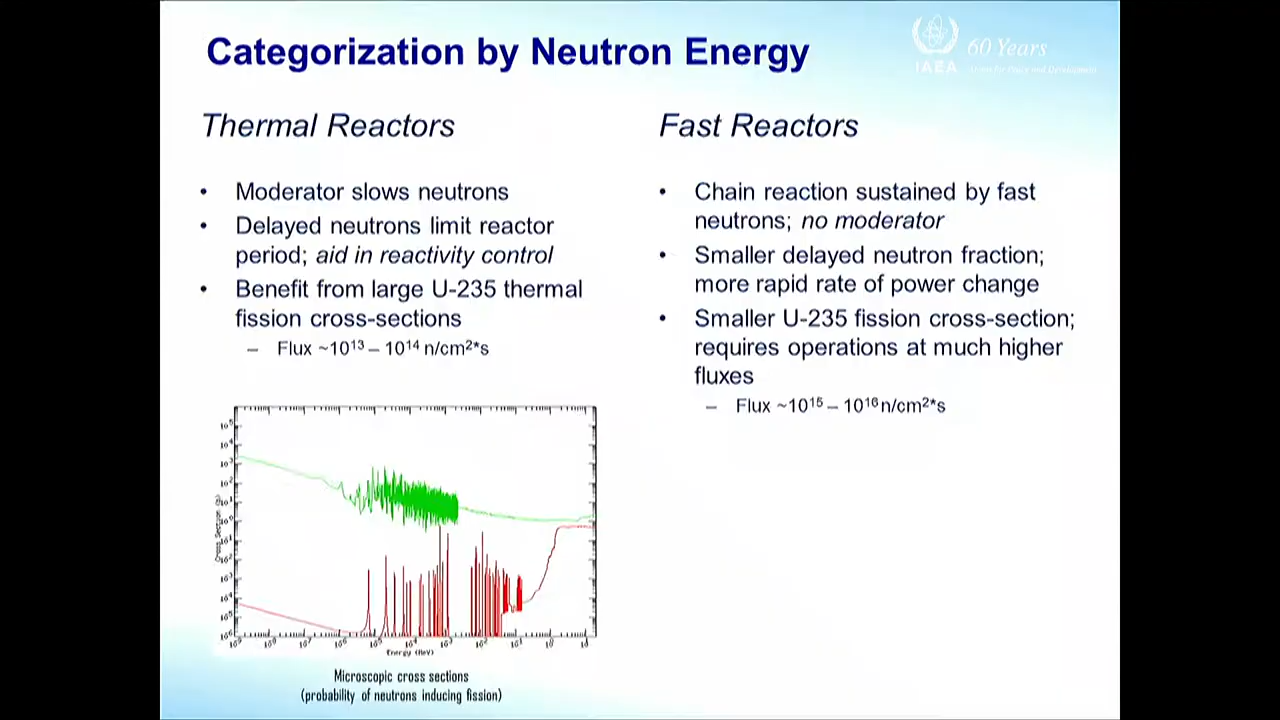 Categorization by Neutron Energy
IAEA
60 Years
Thermal Reactors
• Moderator slows neutrons
• Delayed neutrons limit reactor
period; aid in reactivity control
• Benefit from large U-235 thermal
fission cross-sections
– Flux ~10¹³ – 10¹⁴ n/cm²*s
Fast Reactors
• Chain reaction sustained by fast
neutrons; no moderator
• Smaller delayed neutron fraction;
more rapid rate of power change
• Smaller U-235 fission cross-section;
requires operations at much higher
fluxes
– Flux ~10¹⁵ – 10¹⁶ n/cm²*s
Cross Section
Energy (MeV)
Microscopic cross sections
(probability of neutrons inducing fission)